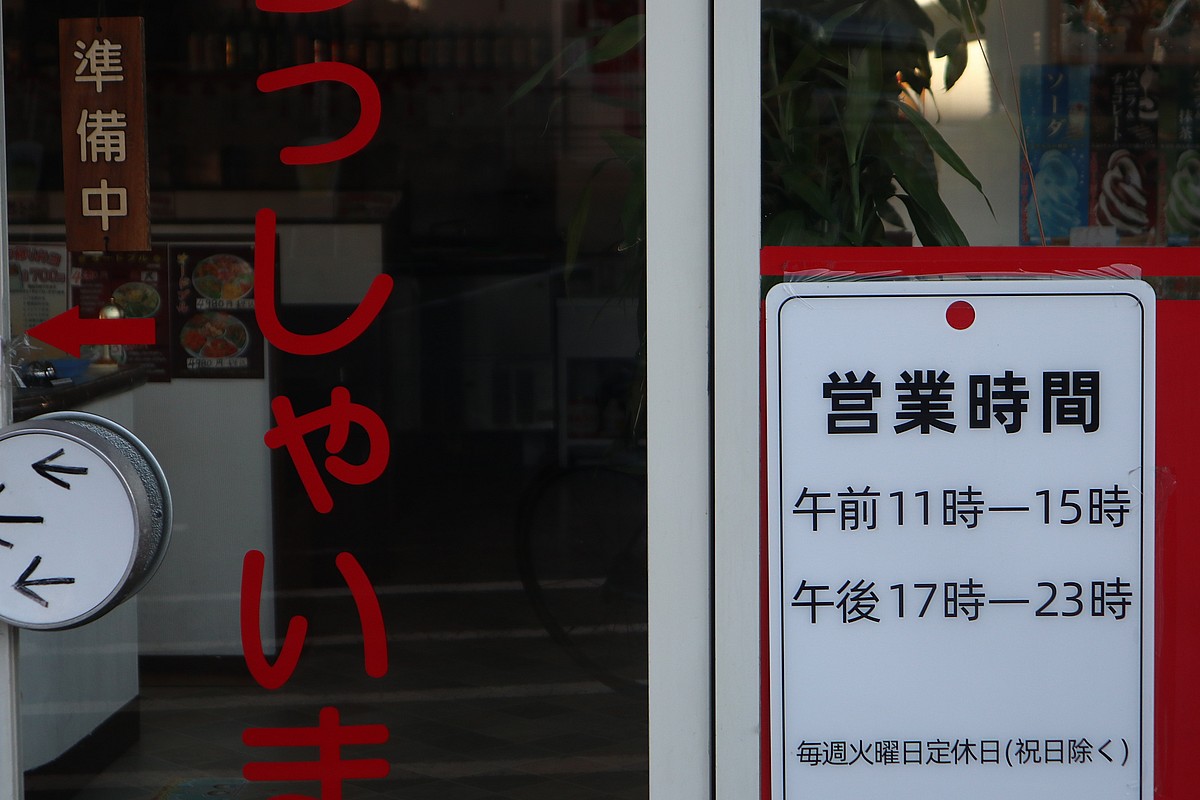 準備中
っしゃいま
営業時間
午前11時―15時
午後17時―23時
毎週火曜日定休日(祝日除く)
ソーダ